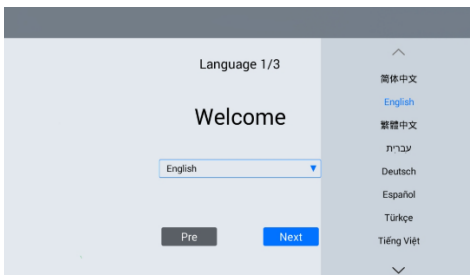 Language 1/3
Welcome
English
Pre Next
简体中文
English
繁體中文
עברית
Deutsch
Español
Türkçe
Tiếng Việt